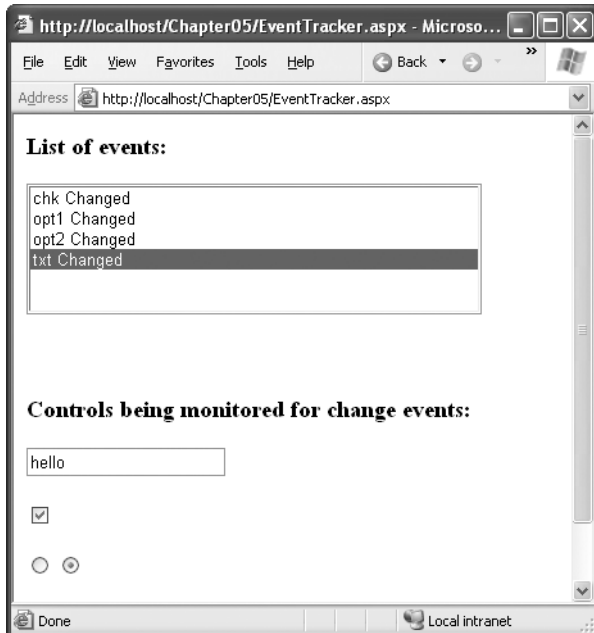 http://localhost/Chapter05/EventTracker.aspx - Microso...
File Edit View Favorites Tools Help Back »
Address http://localhost/Chapter05/EventTracker.aspx
List of events:
chk Changed
opt1 Changed
opt2 Changed
txt Changed
Controls being monitored for change events:
hello
Done Local intranet